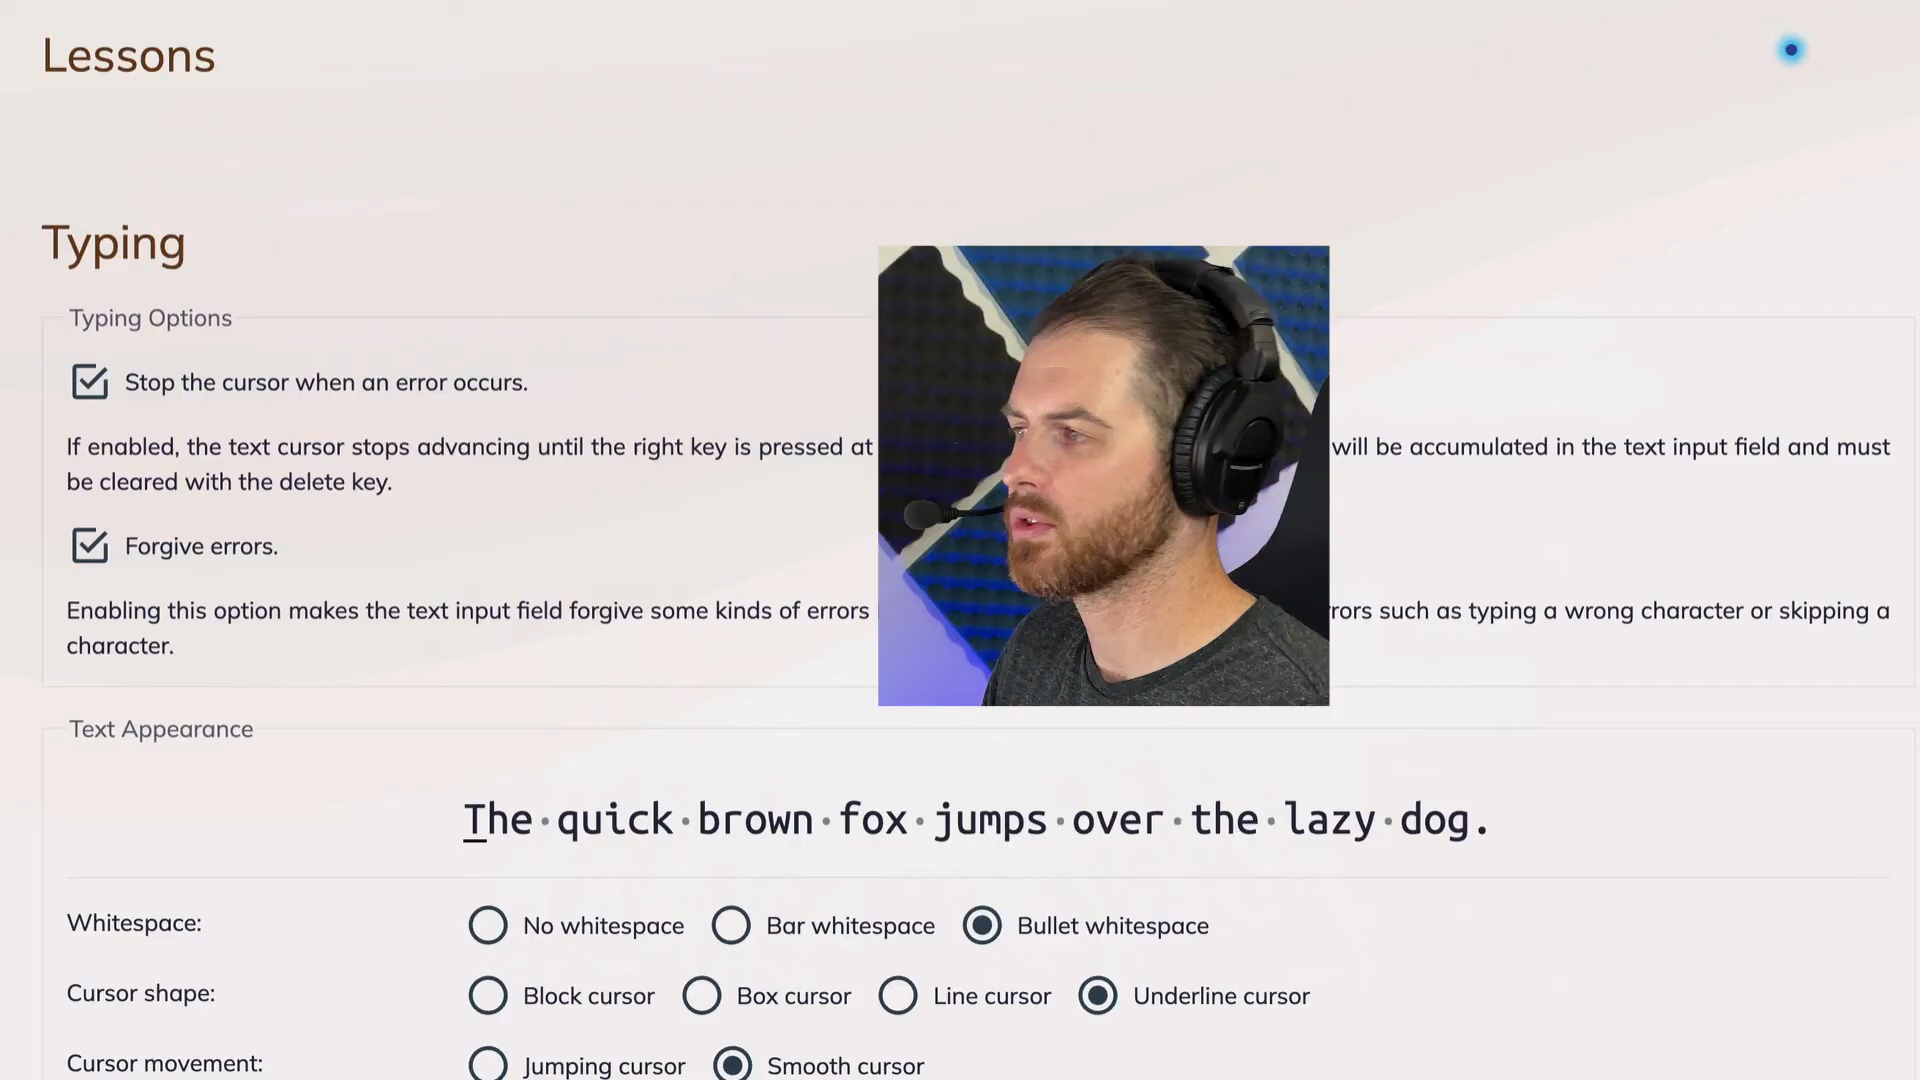 Lessons
Typing
Typing Options
Stop the cursor when an error occurs.
If enabled, the text cursor stops advancing until the right key is pressed at will be accumulated in the text input field and must
be cleared with the delete key.
Forgive errors.
Enabling this option makes the text input field forgive some kinds of errors such as typing a wrong character or skipping a
character.
Text Appearance
The·quick·brown·fox·jumps·over·the·lazy·dog.
Whitespace: No whitespace Bar whitespace Bullet whitespace
Cursor shape: Block cursor Box cursor Line cursor Underline cursor
Cursor movement: Jumping cursor Smooth cursor